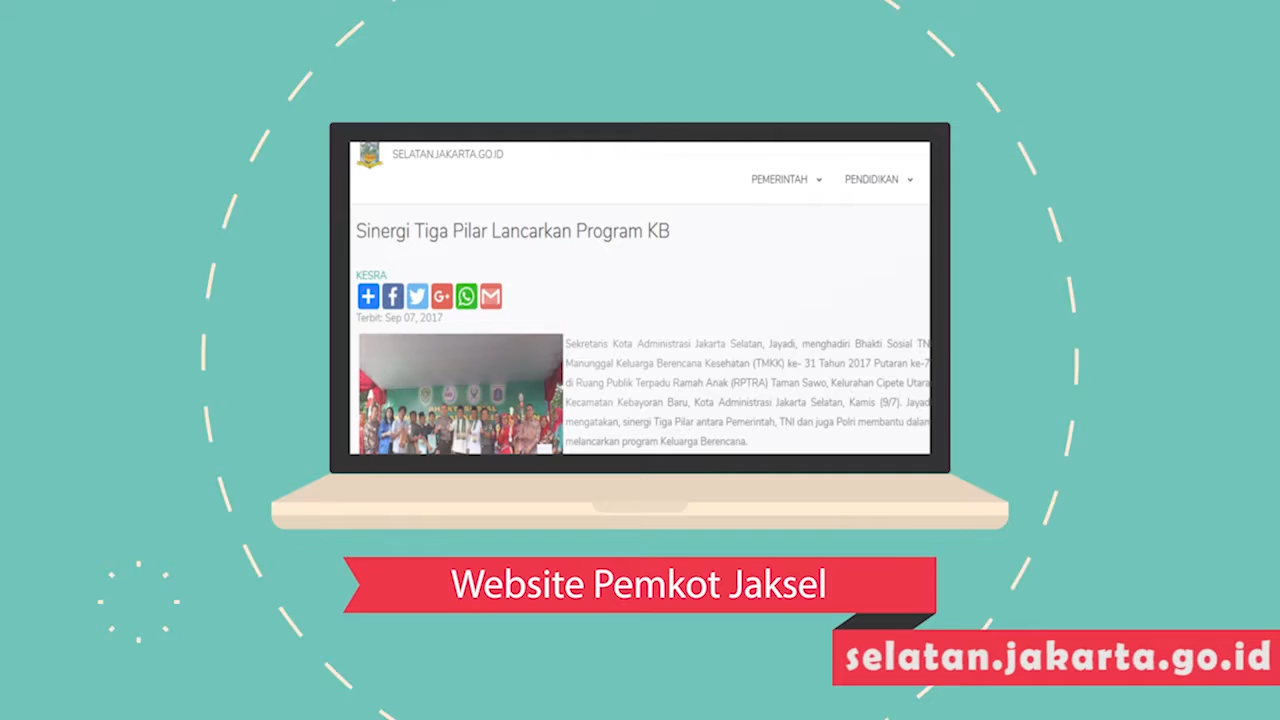 SELATAN.JAKARTA.GO.ID
PEMERINTAH PENDIDIKAN
Sinergi Tiga Pilar Lancarkan Program KB
KESRA
Terbit: Sep 07, 2017
Sekretaris Kota Administrasi Jakarta Selatan, Jayadi, menghadiri Bhakti Sosial TN
Manunggal Keluarga Berencana Kesehatan (TMKK) ke- 31 Tahun 2017 Putaran ke-7
di Ruang Publik Terpadu Ramah Anak (RPTRA) Taman Sawo, Kelurahan Cipete Utara
Kecamatan Kebayoran Baru, Kota Administrasi Jakarta Selatan, Kamis (9/7). Jayad
mengatakan, sinergi Tiga Pilar antara Pemerintah, TNI dan juga Polri membantu dalam
melancarkan program Keluarga Berencana.
Website Pemkot Jaksel
selatan.jakarta.go.id